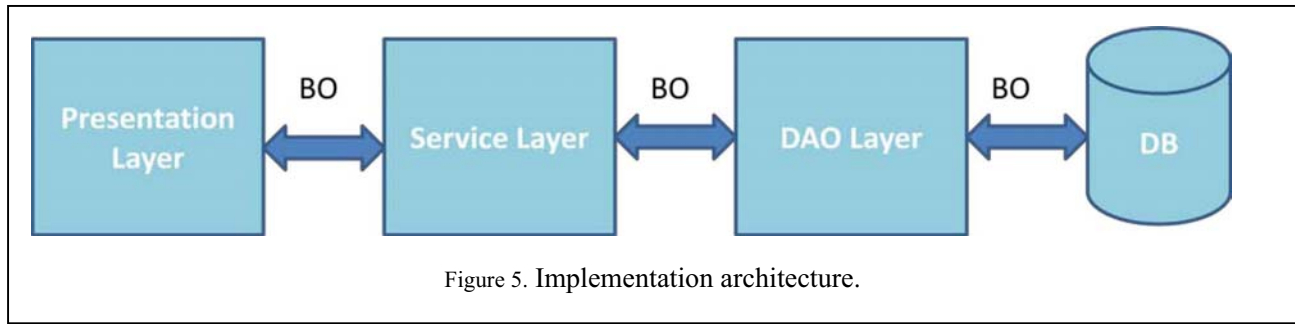 BO
BO
BO
Presentation
Layer
Service Layer
DAO Layer
DB
Figure 5. Implementation architecture.